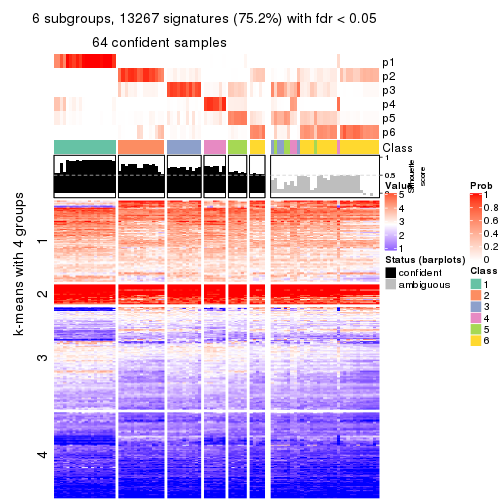 6 subgroups, 13267 signatures (75.2%) with fdr < 0.05
64 confident samples
p1
p2
p3
p4
p5
p6
Class
1
0.5
0
Silhouette
score
k-means with 4 groups
1
2
3
4
Value
5
4
3
2
1
Status (barplots)
confident
ambiguous
Prob
1
0.8
0.6
0.4
0.2
0
Class
1
2
3
4
5
6